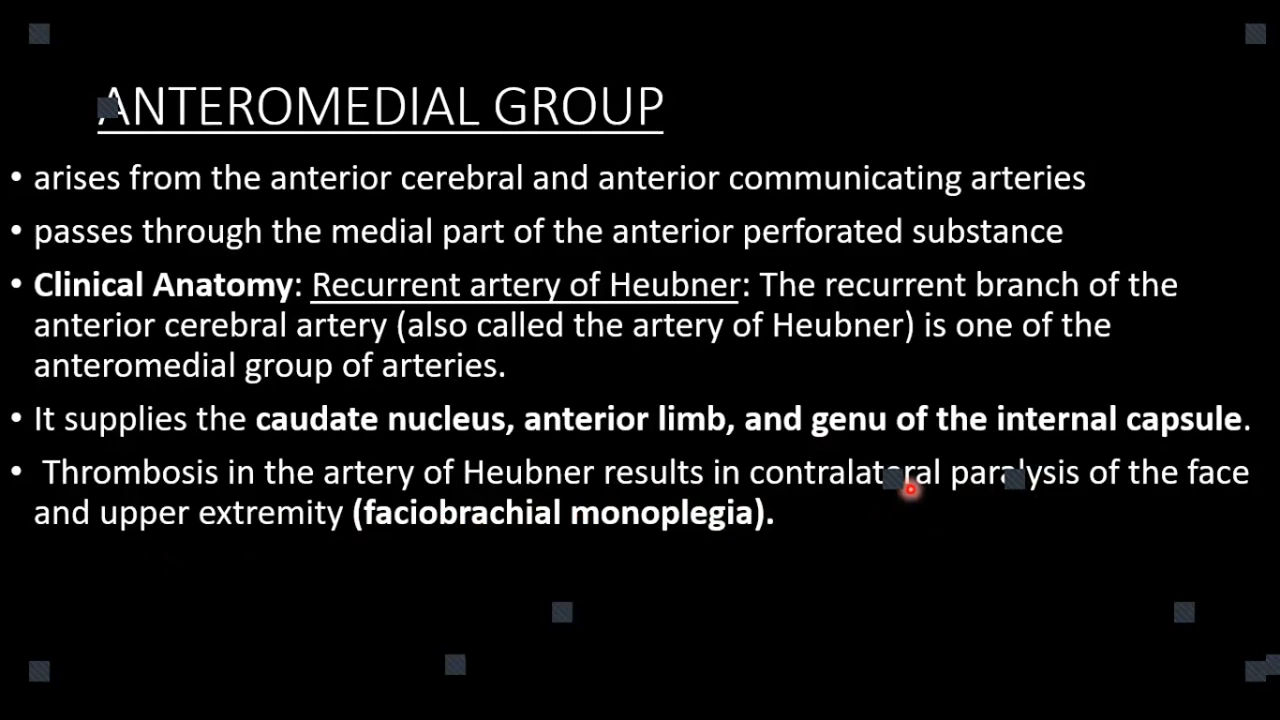 ANTEROMEDIAL GROUP
• arises from the anterior cerebral and anterior communicating arteries
• passes through the medial part of the anterior perforated substance
• Clinical Anatomy: Recurrent artery of Heubner: The recurrent branch of the
anterior cerebral artery (also called the artery of Heubner) is one of the
anteromedial group of arteries.
• It supplies the caudate nucleus, anterior limb, and genu of the internal capsule.
• Thrombosis in the artery of Heubner results in contralateral paralysis of the face
and upper extremity (faciobrachial monoplegia).